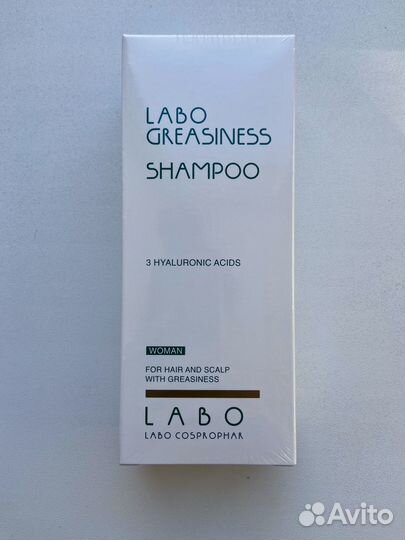 LABO
GREASINESS
SHAMPOO
3 HYALURONIC ACIDS
WOMAN
FOR HAIR AND SCALP
WITH GREASINESS
LABO
LABO COSPROPHAR
Avito